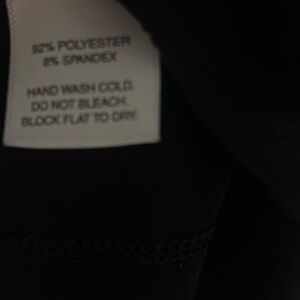 92% POLYESTER
8% SPANDEX
HAND WASH COLD.
DO NOT BLEACH.
BLOCK FLAT TO DRY.